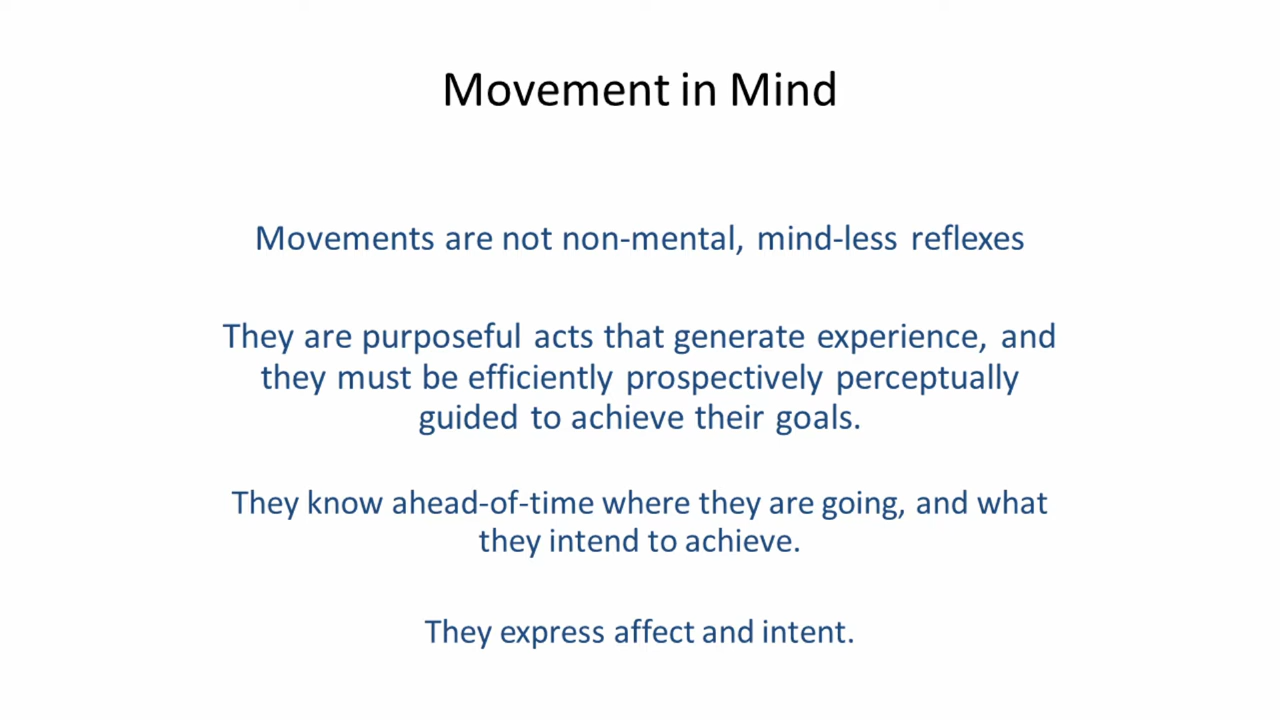 Movement in Mind
Movements are not non-mental, mind-less reflexes
They are purposeful acts that generate experience, and
they must be efficiently prospectively perceptually
guided to achieve their goals.
They know ahead-of-time where they are going, and what
they intend to achieve.
They express affect and intent.